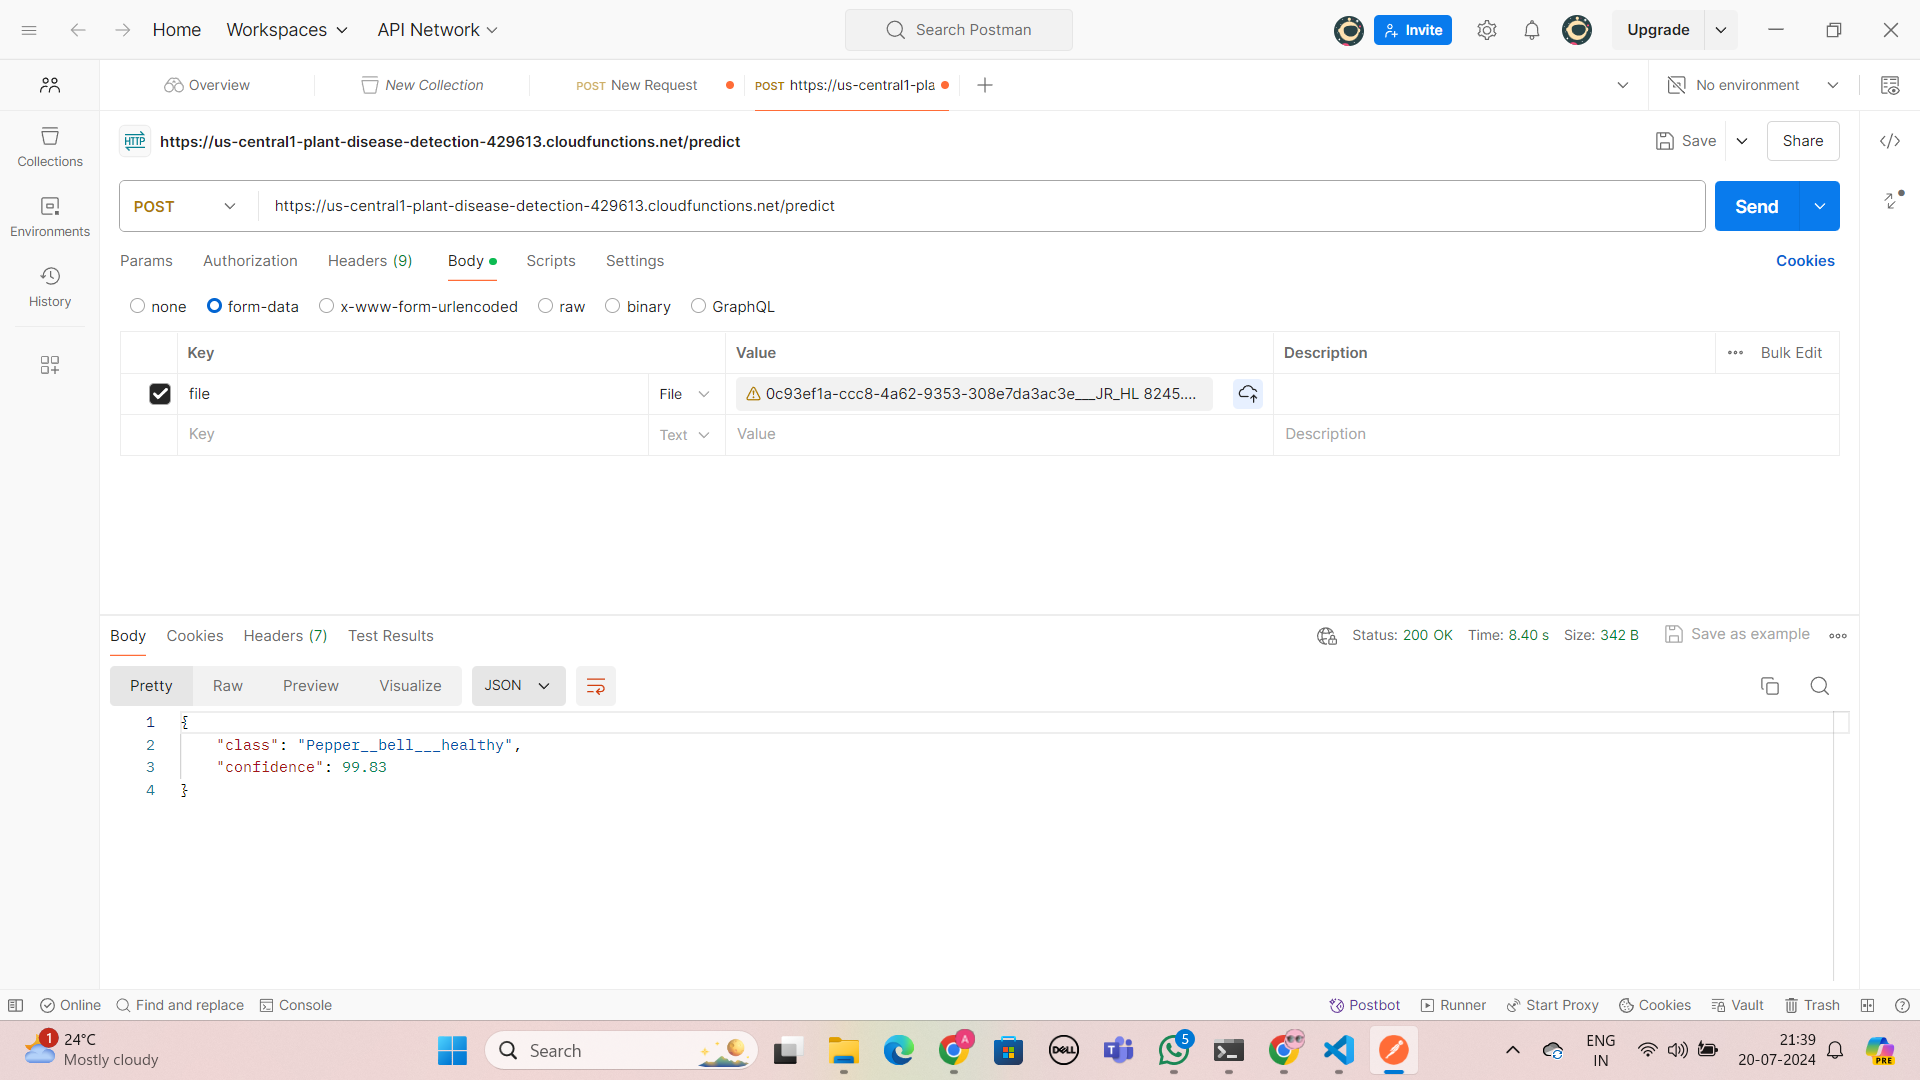 Home Workspaces API Network Search Postman Invite Upgrade
Overview New Collection POST New Request POST https://us-central1-pla No environment
HTTP https://us-central1-plant-disease-detection-429613.cloudfunctions.net/predict Save Share
Collections
POST https://us-central1-plant-disease-detection-429613.cloudfunctions.net/predict Send
Environments
Params Authorization Headers (9) Body Scripts Settings Cookies
History
none form-data x-www-form-urlencoded raw binary GraphQL
Key Value Description Bulk Edit
file File 0c93ef1a-ccc8-4a62-9353-308e7da3ac3e___JR_HL 8245....
Key Text Value Description
Body Cookies Headers (7) Test Results Status: 200 OK Time: 8.40 s Size: 342 B Save as example
Pretty Raw Preview Visualize JSON
1 {
2 "class": "Pepper__bell___healthy",
3 "confidence": 99.83
4 }
Online Find and replace Console Postbot Runner Start Proxy Cookies Vault Trash
1 24°C
Mostly cloudy
Search
A
DELL
5
ENG
IN
21:39
20-07-2024
PRE